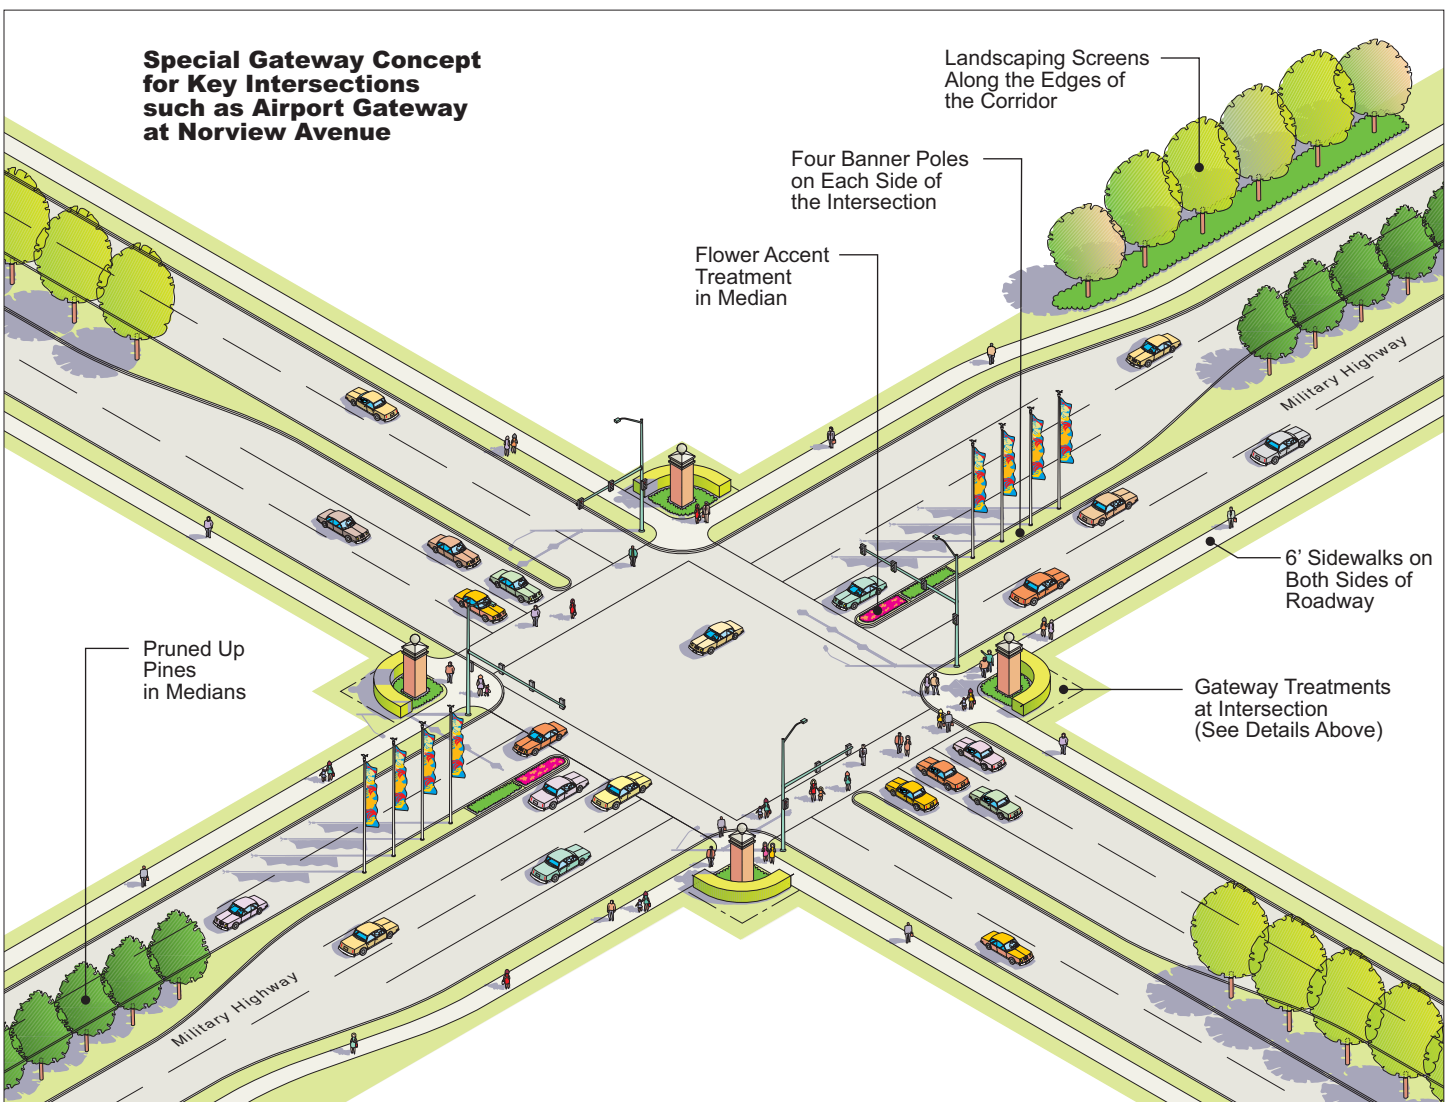 Special Gateway Concept
for Key Intersections
such as Airport Gateway
at Norview Avenue
Landscaping Screens
Along the Edges of
the Corridor
Four Banner Poles
on Each Side of
the Intersection
Flower Accent
Treatment
in Median
Military Highway
6’ Sidewalks on
Both Sides of
Roadway
Pruned Up
Pines
in Medians
Gateway Treatments
at Intersection
(See Details Above)
Military Highway